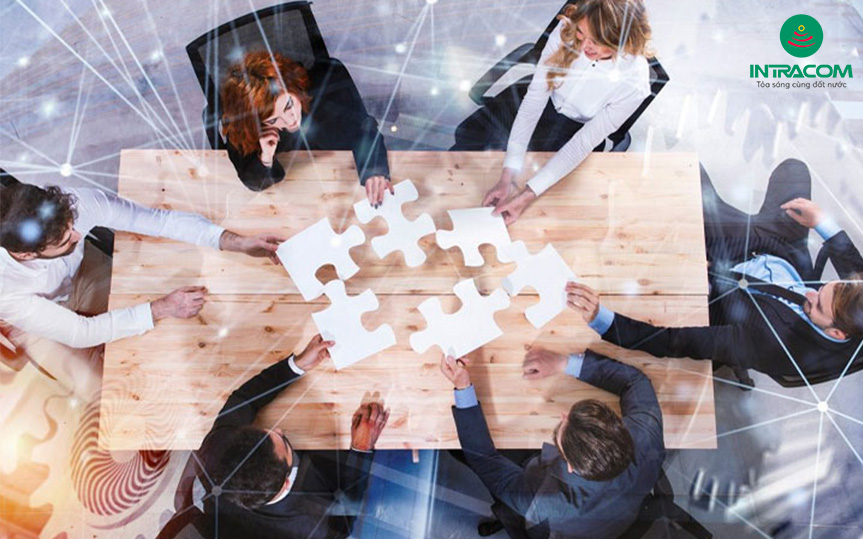 INTRACOM
Tỏa sáng cùng đất nước